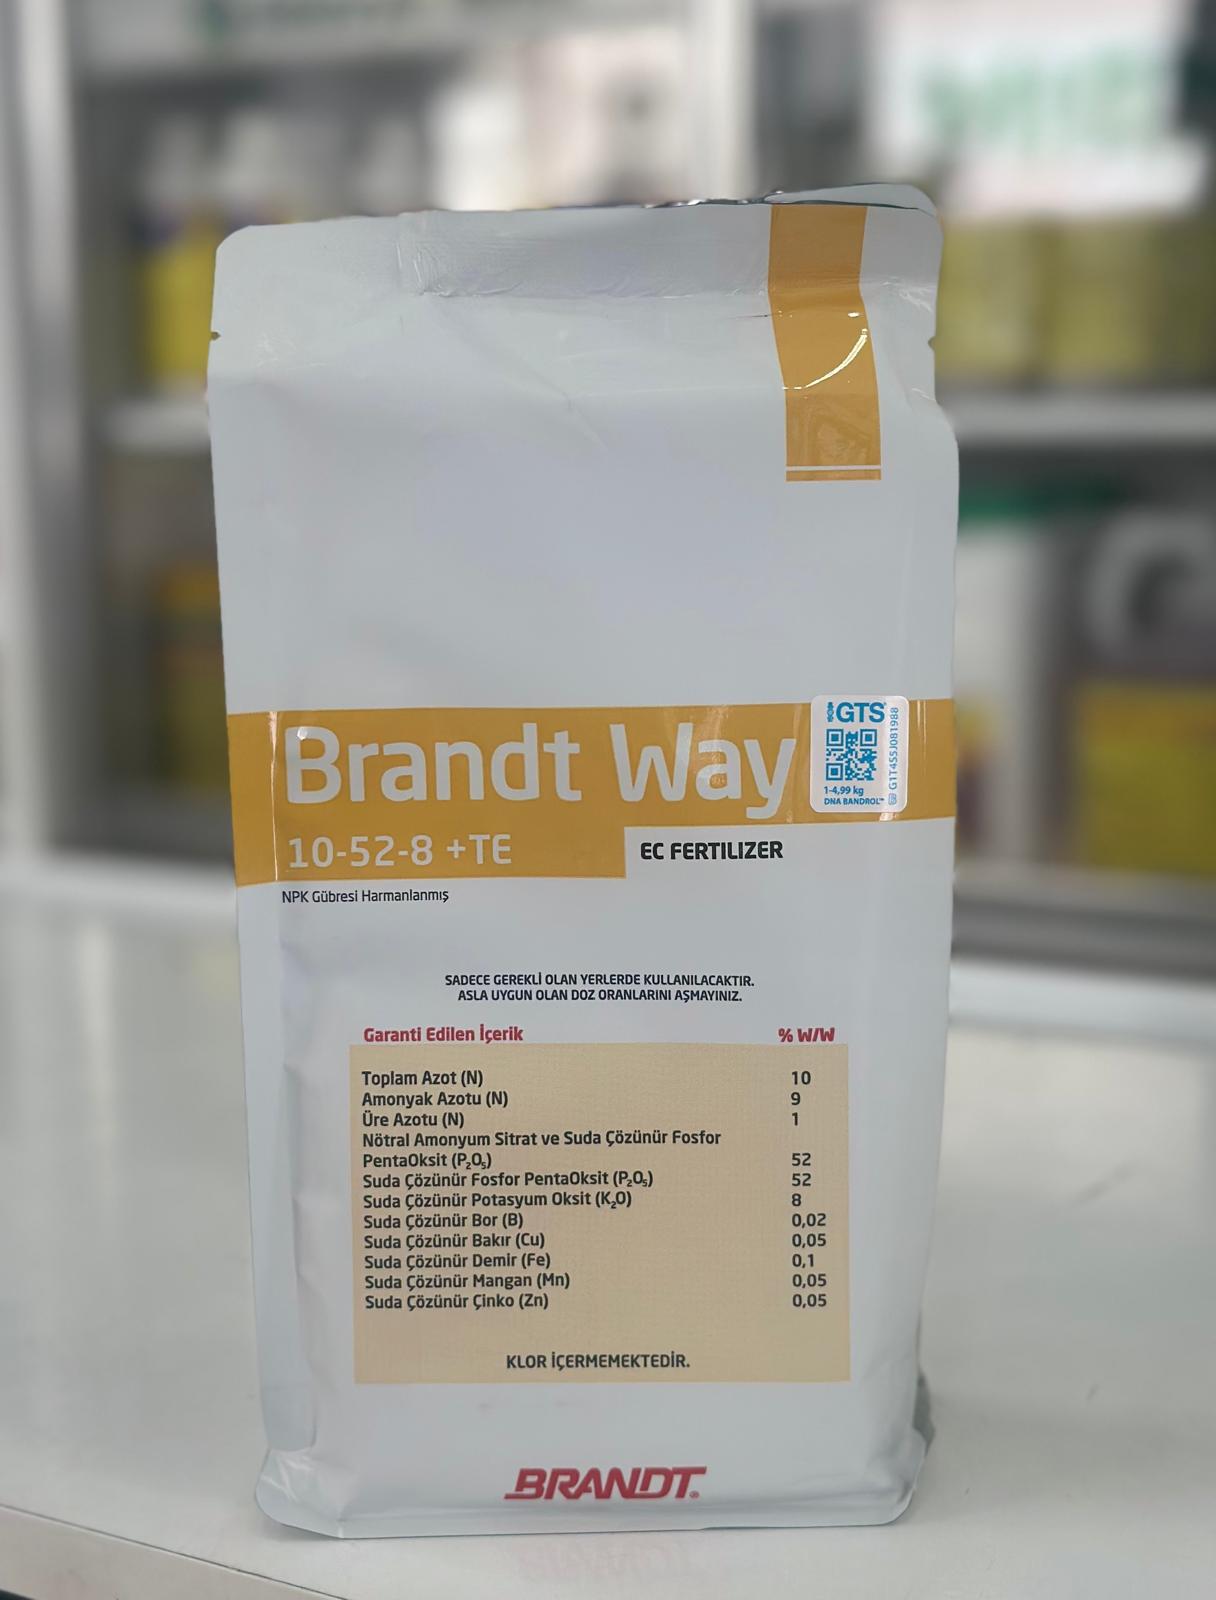 GTS
1-4,99 kg
DNA BANDROL™
G1T4S5J081988
Brandt Way
10-52-8 +TE
EC FERTILIZER
NPK Gübresi Harmanlanmış
SADECE GEREKLİ OLAN YERLERDE KULLANILACAKTIR.
ASLA UYGUN OLAN DOZ ORANLARINI AŞMAYINIZ.
Garanti Edilen İçerik % W/W
Toplam Azot (N) 10
Amonyak Azotu (N) 9
Üre Azotu (N) 1
Nötral Amonyum Sitrat ve Suda Çözünür Fosfor
PentaOksit (P₂O₅) 52
Suda Çözünür Fosfor PentaOksit (P₂O₅) 52
Suda Çözünür Potasyum Oksit (K₂O) 8
Suda Çözünür Bor (B) 0,02
Suda Çözünür Bakır (Cu) 0,05
Suda Çözünür Demir (Fe) 0,1
Suda Çözünür Mangan (Mn) 0,05
Suda Çözünür Çinko (Zn) 0,05
KLOR İÇERMEMEKTEDİR.
BRANDT®